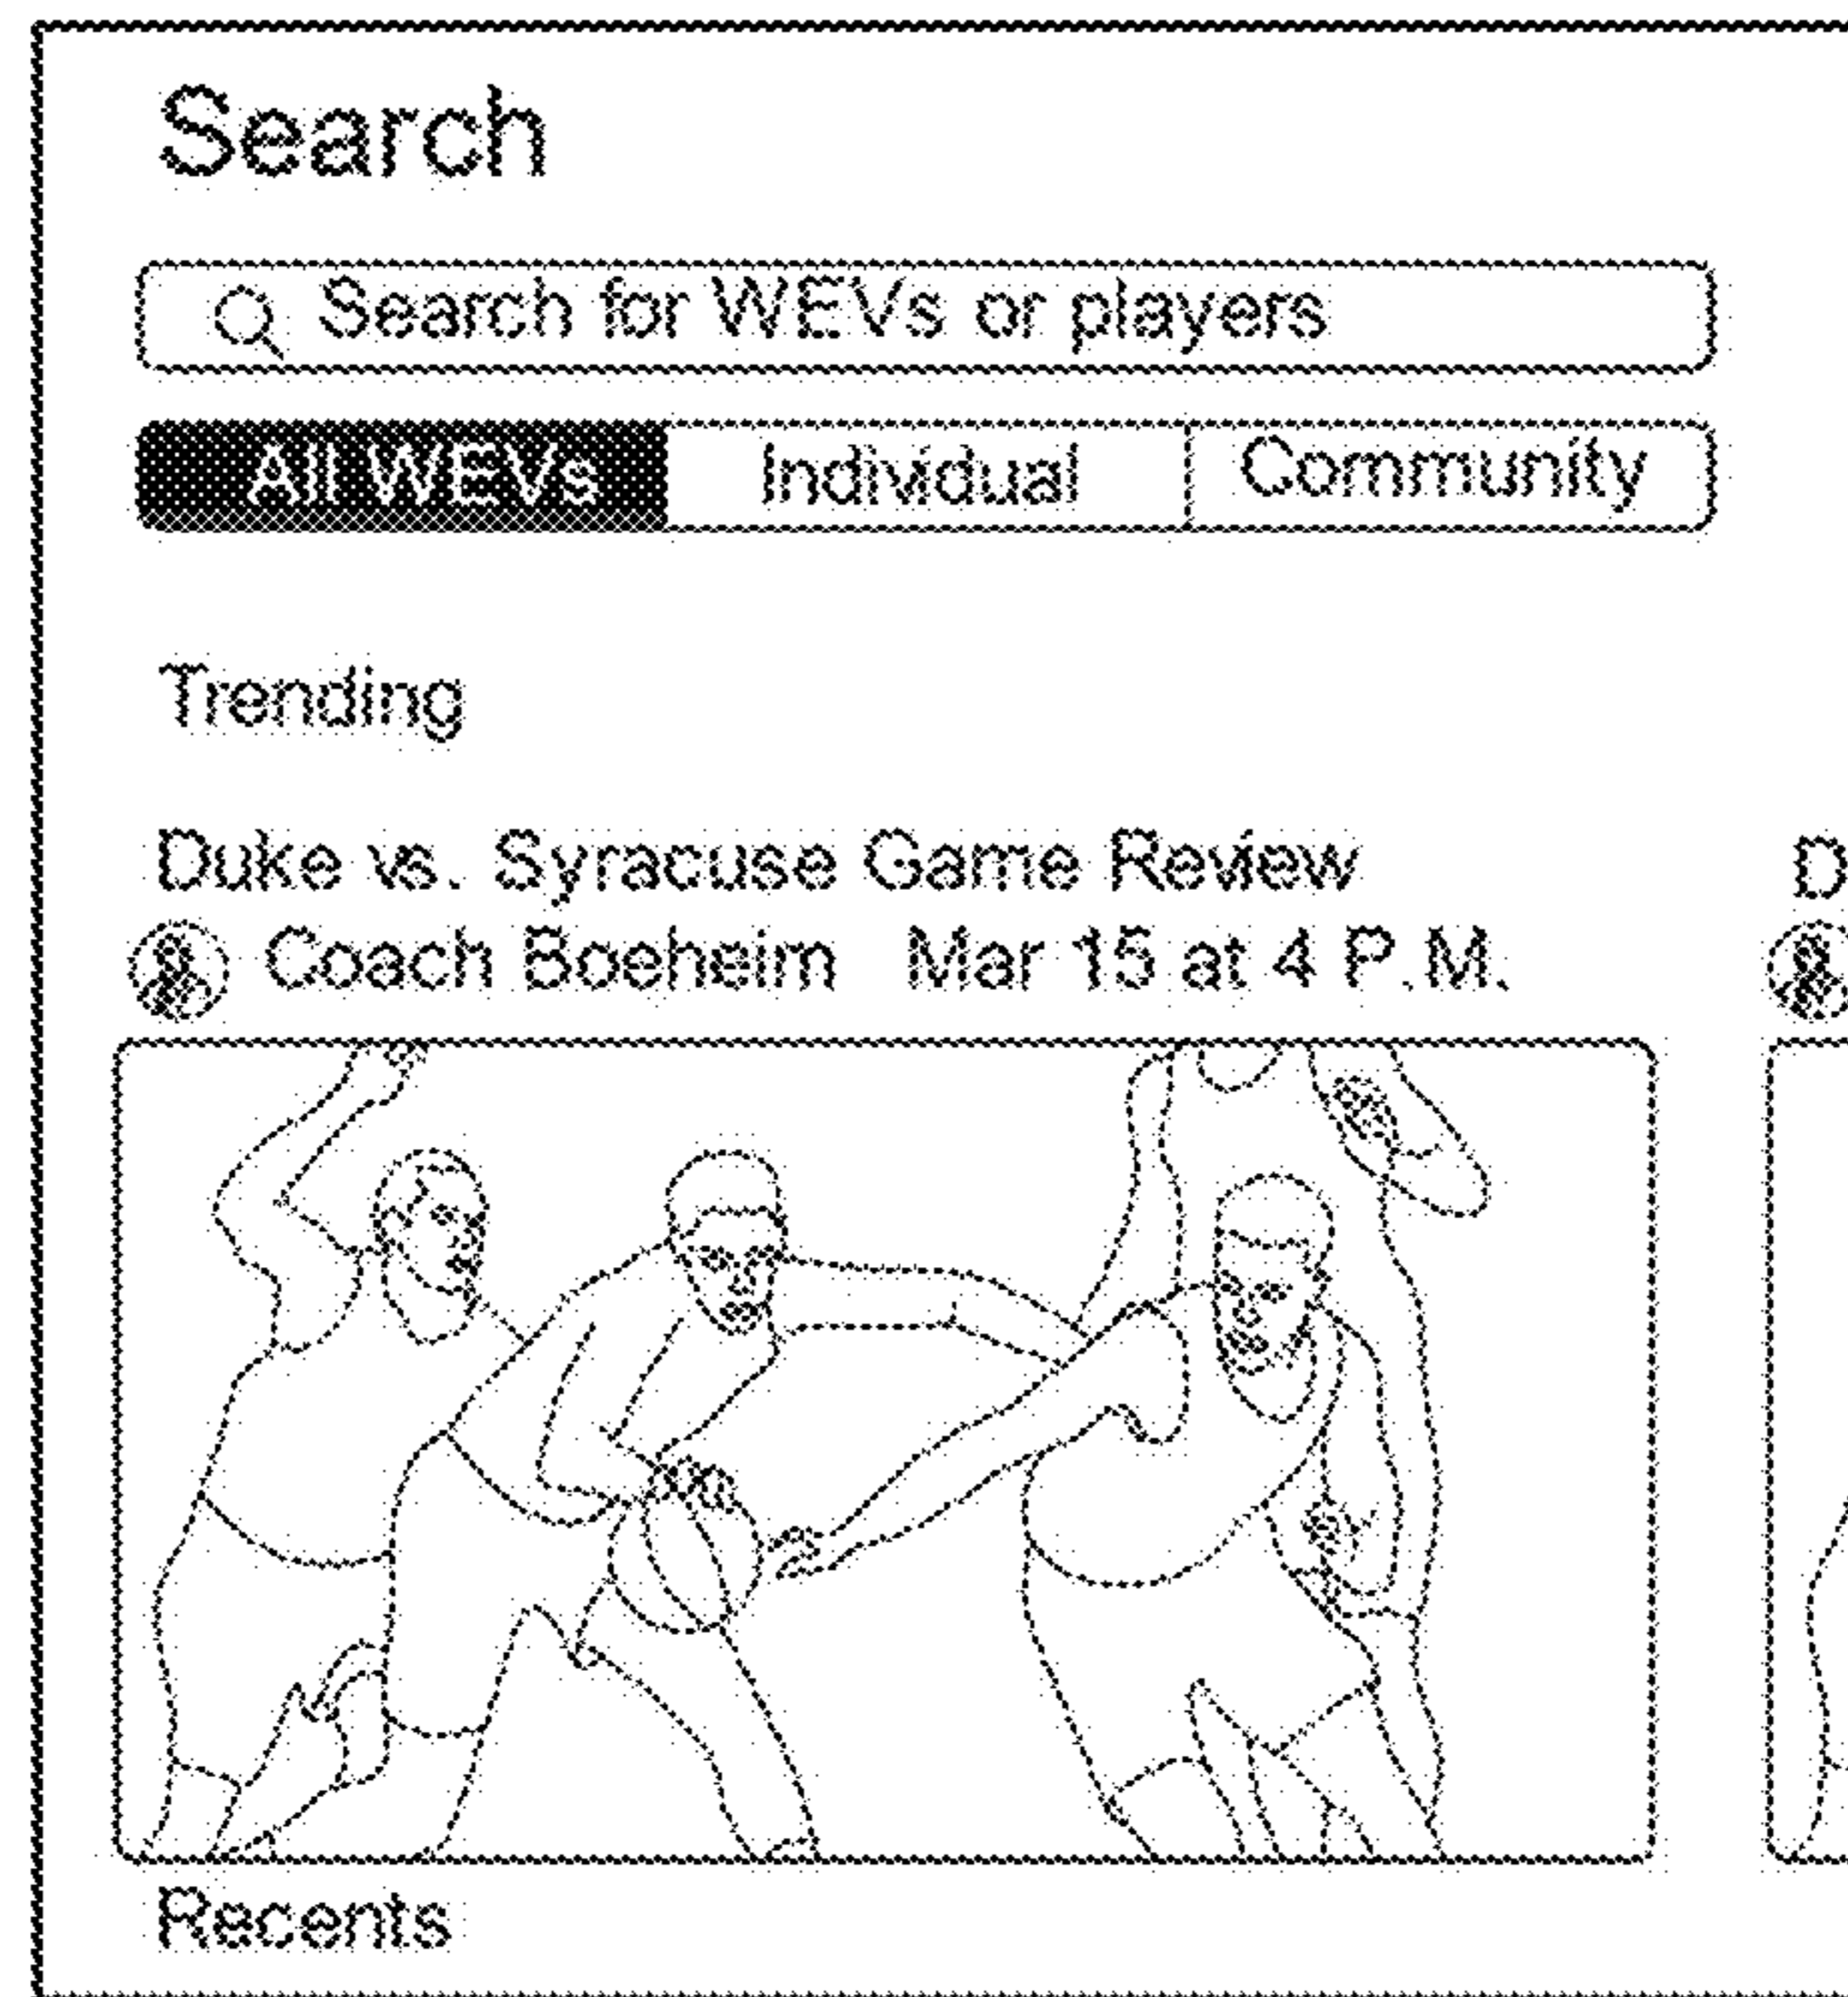 Search
Search for WEVs or players
All WEVs Individual Community
Trending
Duke vs. Syracuse Game Review
Coach Boeheim Mar 15 at 4 P.M.
D
Recents